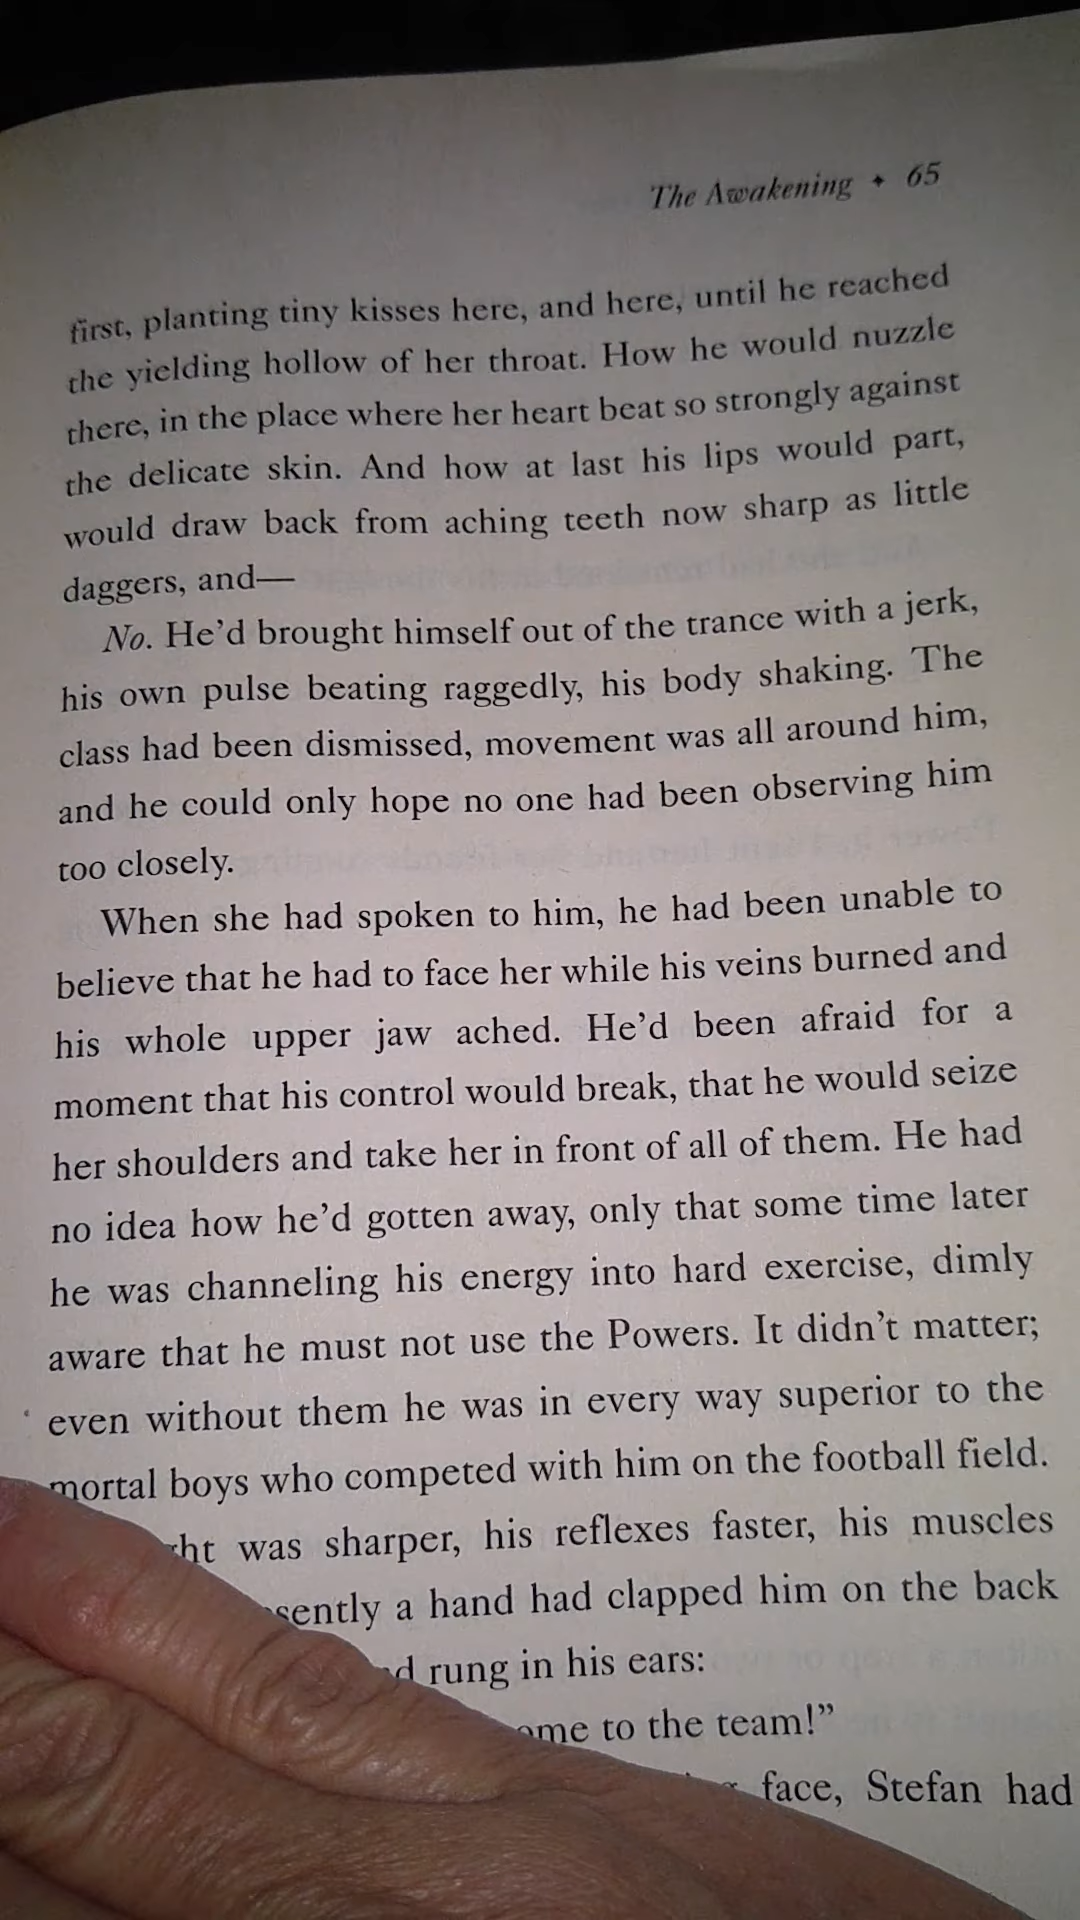 The Awakening ✦ 65
first, planting tiny kisses here, and here, until he reached
the yielding hollow of her throat. How he would nuzzle
there, in the place where her heart beat so strongly against
the delicate skin. And how at last his lips would part,
would draw back from aching teeth now sharp as little
daggers, and—
No. He’d brought himself out of the trance with a jerk,
his own pulse beating raggedly, his body shaking. The
class had been dismissed, movement was all around him,
and he could only hope no one had been observing him
too closely.
When she had spoken to him, he had been unable to
believe that he had to face her while his veins burned and
his whole upper jaw ached. He’d been afraid for a
moment that his control would break, that he would seize
her shoulders and take her in front of all of them. He had
no idea how he’d gotten away, only that some time later
he was channeling his energy into hard exercise, dimly
aware that he must not use the Powers. It didn’t matter;
even without them he was in every way superior to the
mortal boys who competed with him on the football field.
was sharper, his reflexes faster, his muscles
a hand had clapped him on the back
rung in his ears:
to the team!”
face, Stefan had